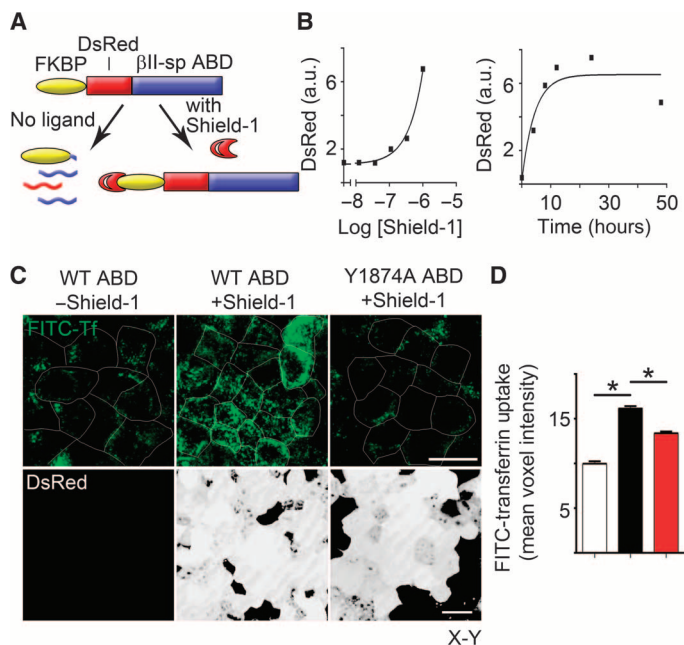 A
DsRed
FKBP | βII-sp ABD
No ligand
with
Shield-1
B
DsRed (a.u.)
6
2
−8 −7 −6 −5
Log [Shield-1]
DsRed (a.u.)
6
2
10 30 50
Time (hours)
C
WT ABD
–Shield-1
WT ABD
+Shield-1
Y1874A ABD
+Shield-1
FITC-Tf
DsRed
X-Y
D
FITC-transferrin uptake
(mean voxel intensity)
15
5
* *